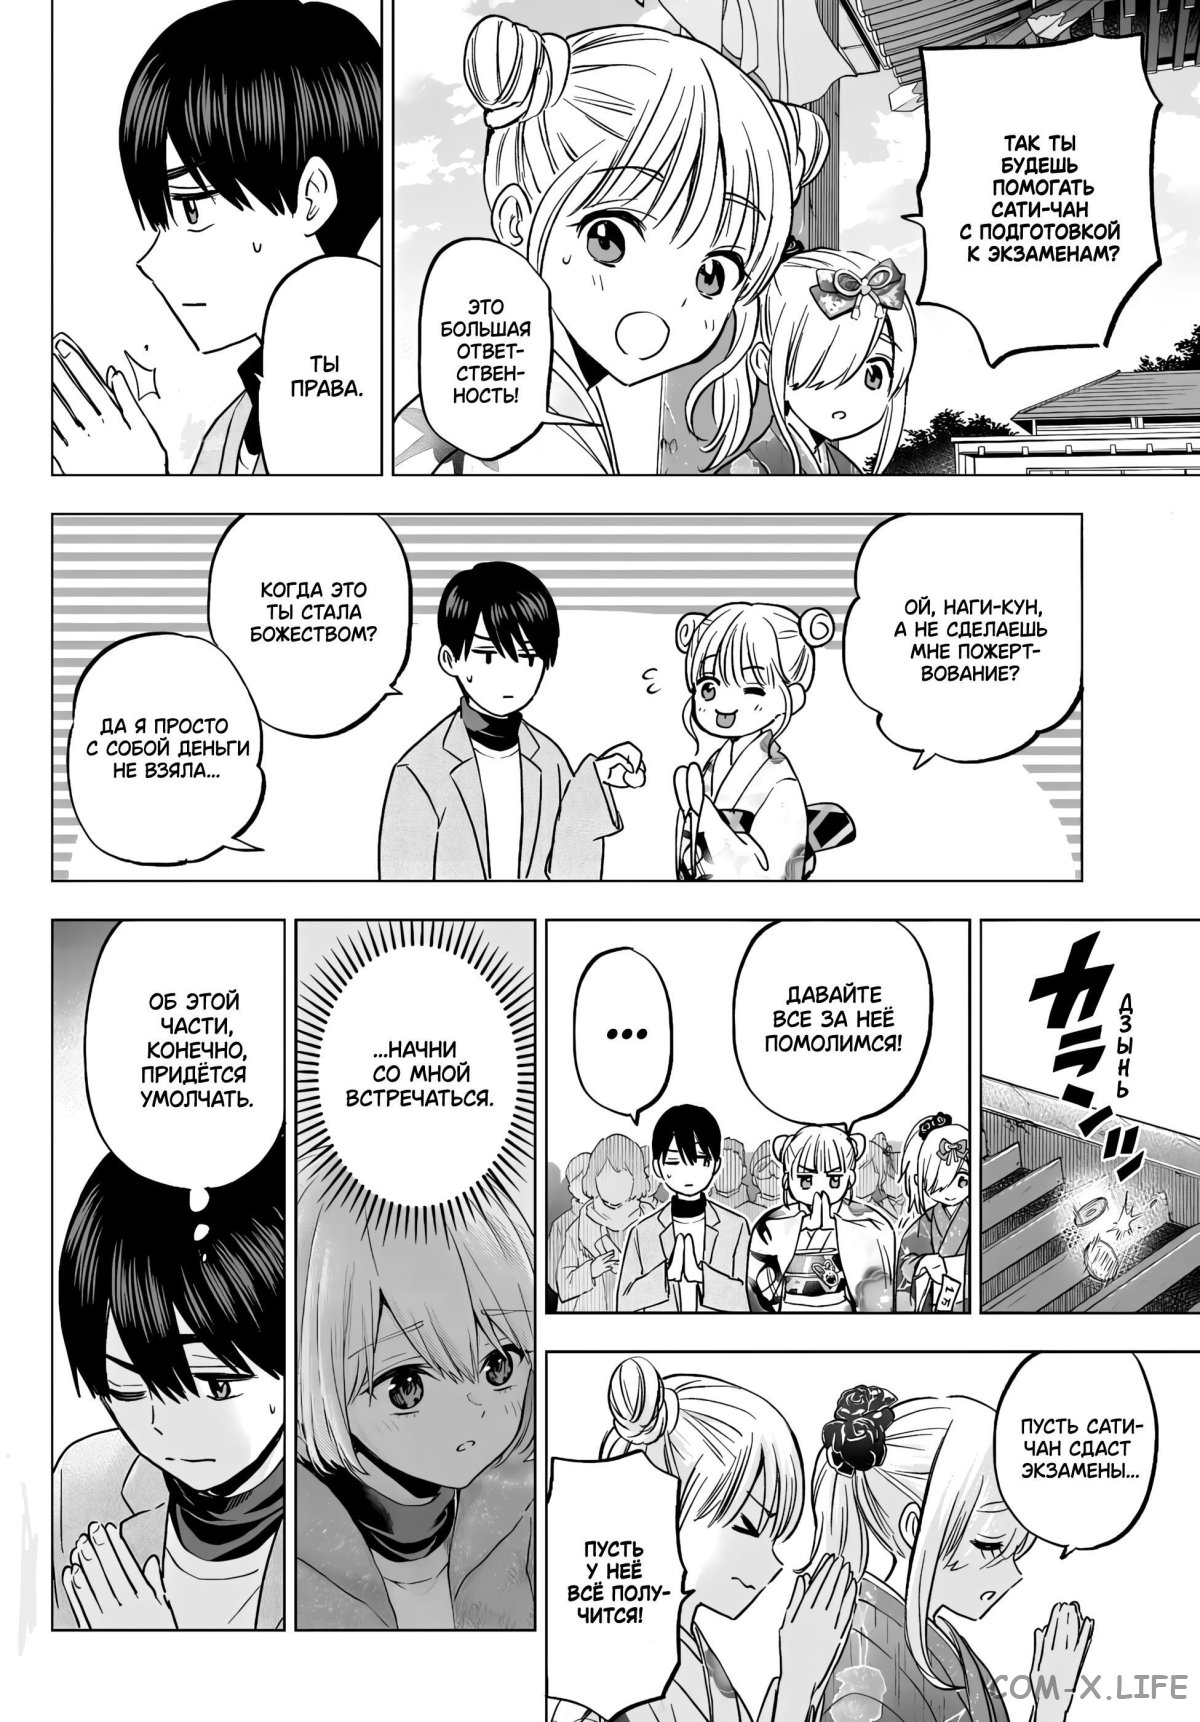 ТАК ТЫ
БУДЕШЬ
ПОМОГАТЬ
САТИ-ЧАН
С ПОДГОТОВКОЙ
К ЭКЗАМЕНАМ?
ЭТО
БОЛЬШАЯ
ОТВЕТ-
СТВЕН-
НОСТЬ!
ТЫ
ПРАВА.
ОЙ, НАГИ-КУН,
А НЕ СДЕЛАЕШЬ
МНЕ ПОЖЕРТ-
ВОВАНИЕ?
КОГДА ЭТО
ТЫ СТАЛА
БОЖЕСТВОМ?
ДА Я ПРОСТО
С СОБОЙ ДЕНЬГИ
НЕ ВЗЯЛА...
カラン
ДЗЫНЬ
ДАВАЙТЕ
ВСЕ ЗА НЕЁ
ПОМОЛИМСЯ!
...
...НАЧНИ
СО МНОЙ
ВСТРЕЧАТЬСЯ.
ОБ ЭТОЙ
ЧАСТИ,
КОНЕЧНО,
ПРИДЁТСЯ
УМОЛЧАТЬ.
ПУСТЬ САТИ-
ЧАН СДАСТ
ЭКЗАМЕНЫ...
ПУСТЬ
У НЕЁ
ВСЁ ПОЛУ-
ЧИТСЯ!
COM-X.LIFE